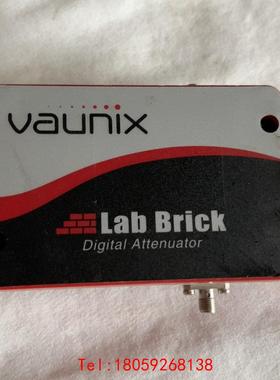 vaunix
Lab Brick
Digital Attenuator
Tel:18059268138